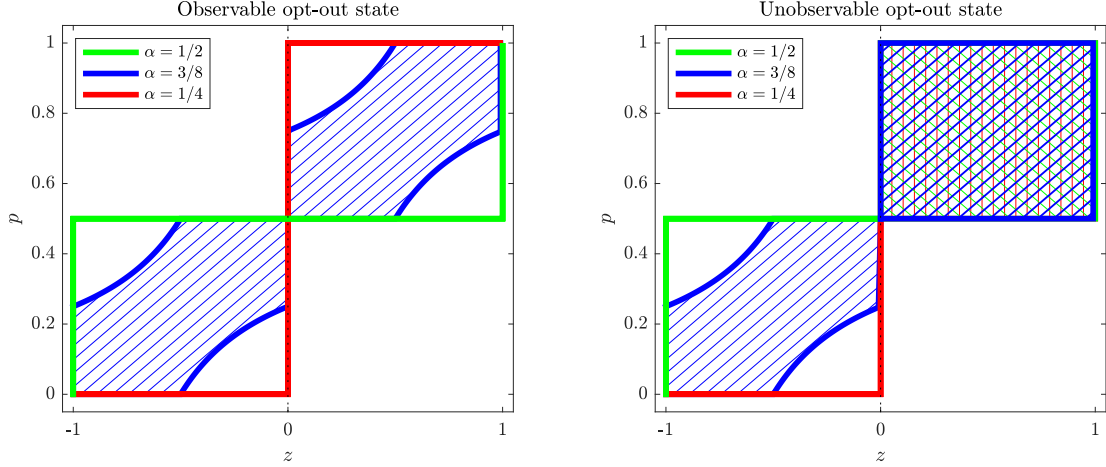 Observable opt-out state
1
0.8
0.6
0.4
0.2
0
p
-1
0
1
z
α = 1/2
α = 3/8
α = 1/4
Unobservable opt-out state
1
0.8
0.6
0.4
0.2
0
p
-1
0
1
z
α = 1/2
α = 3/8
α = 1/4